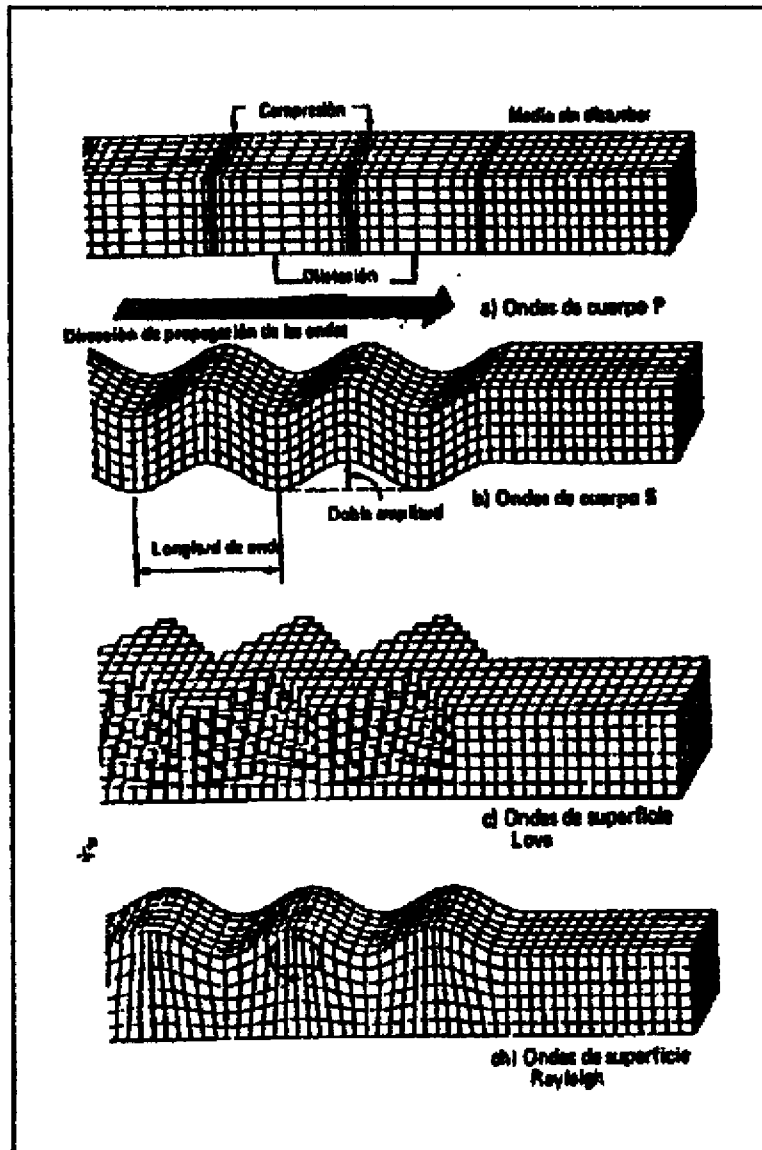 Compresión
Medio sin disturbar
Dilatación
a) Ondas de cuerpo P
Dirección de propagación de las ondas
Doble amplitud
b) Ondas de cuerpo S
Longitud de onda
c) Ondas de superficie
Love
ch) Ondas de superficie
Rayleigh